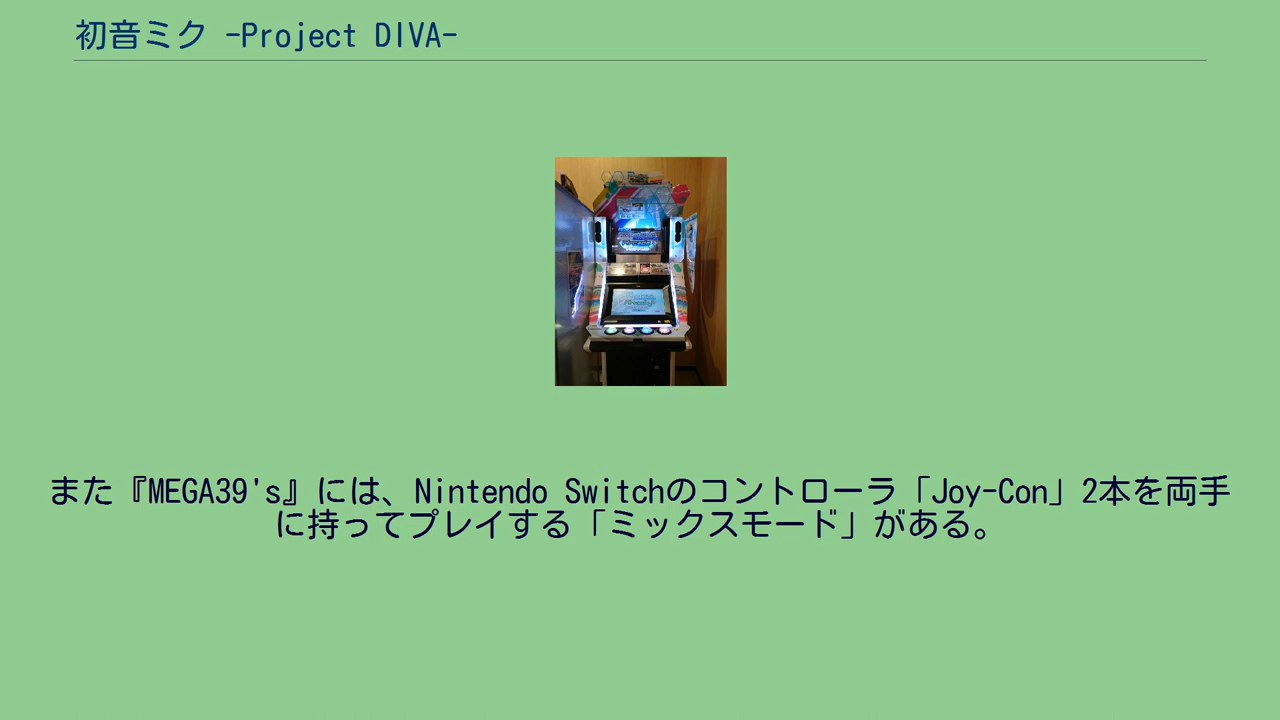 初音ミク -Project DIVA-
また『MEGA39's』には、Nintendo Switchのコントローラ「Joy-Con」2本を両手
に持ってプレイする「ミックスモード」がある。